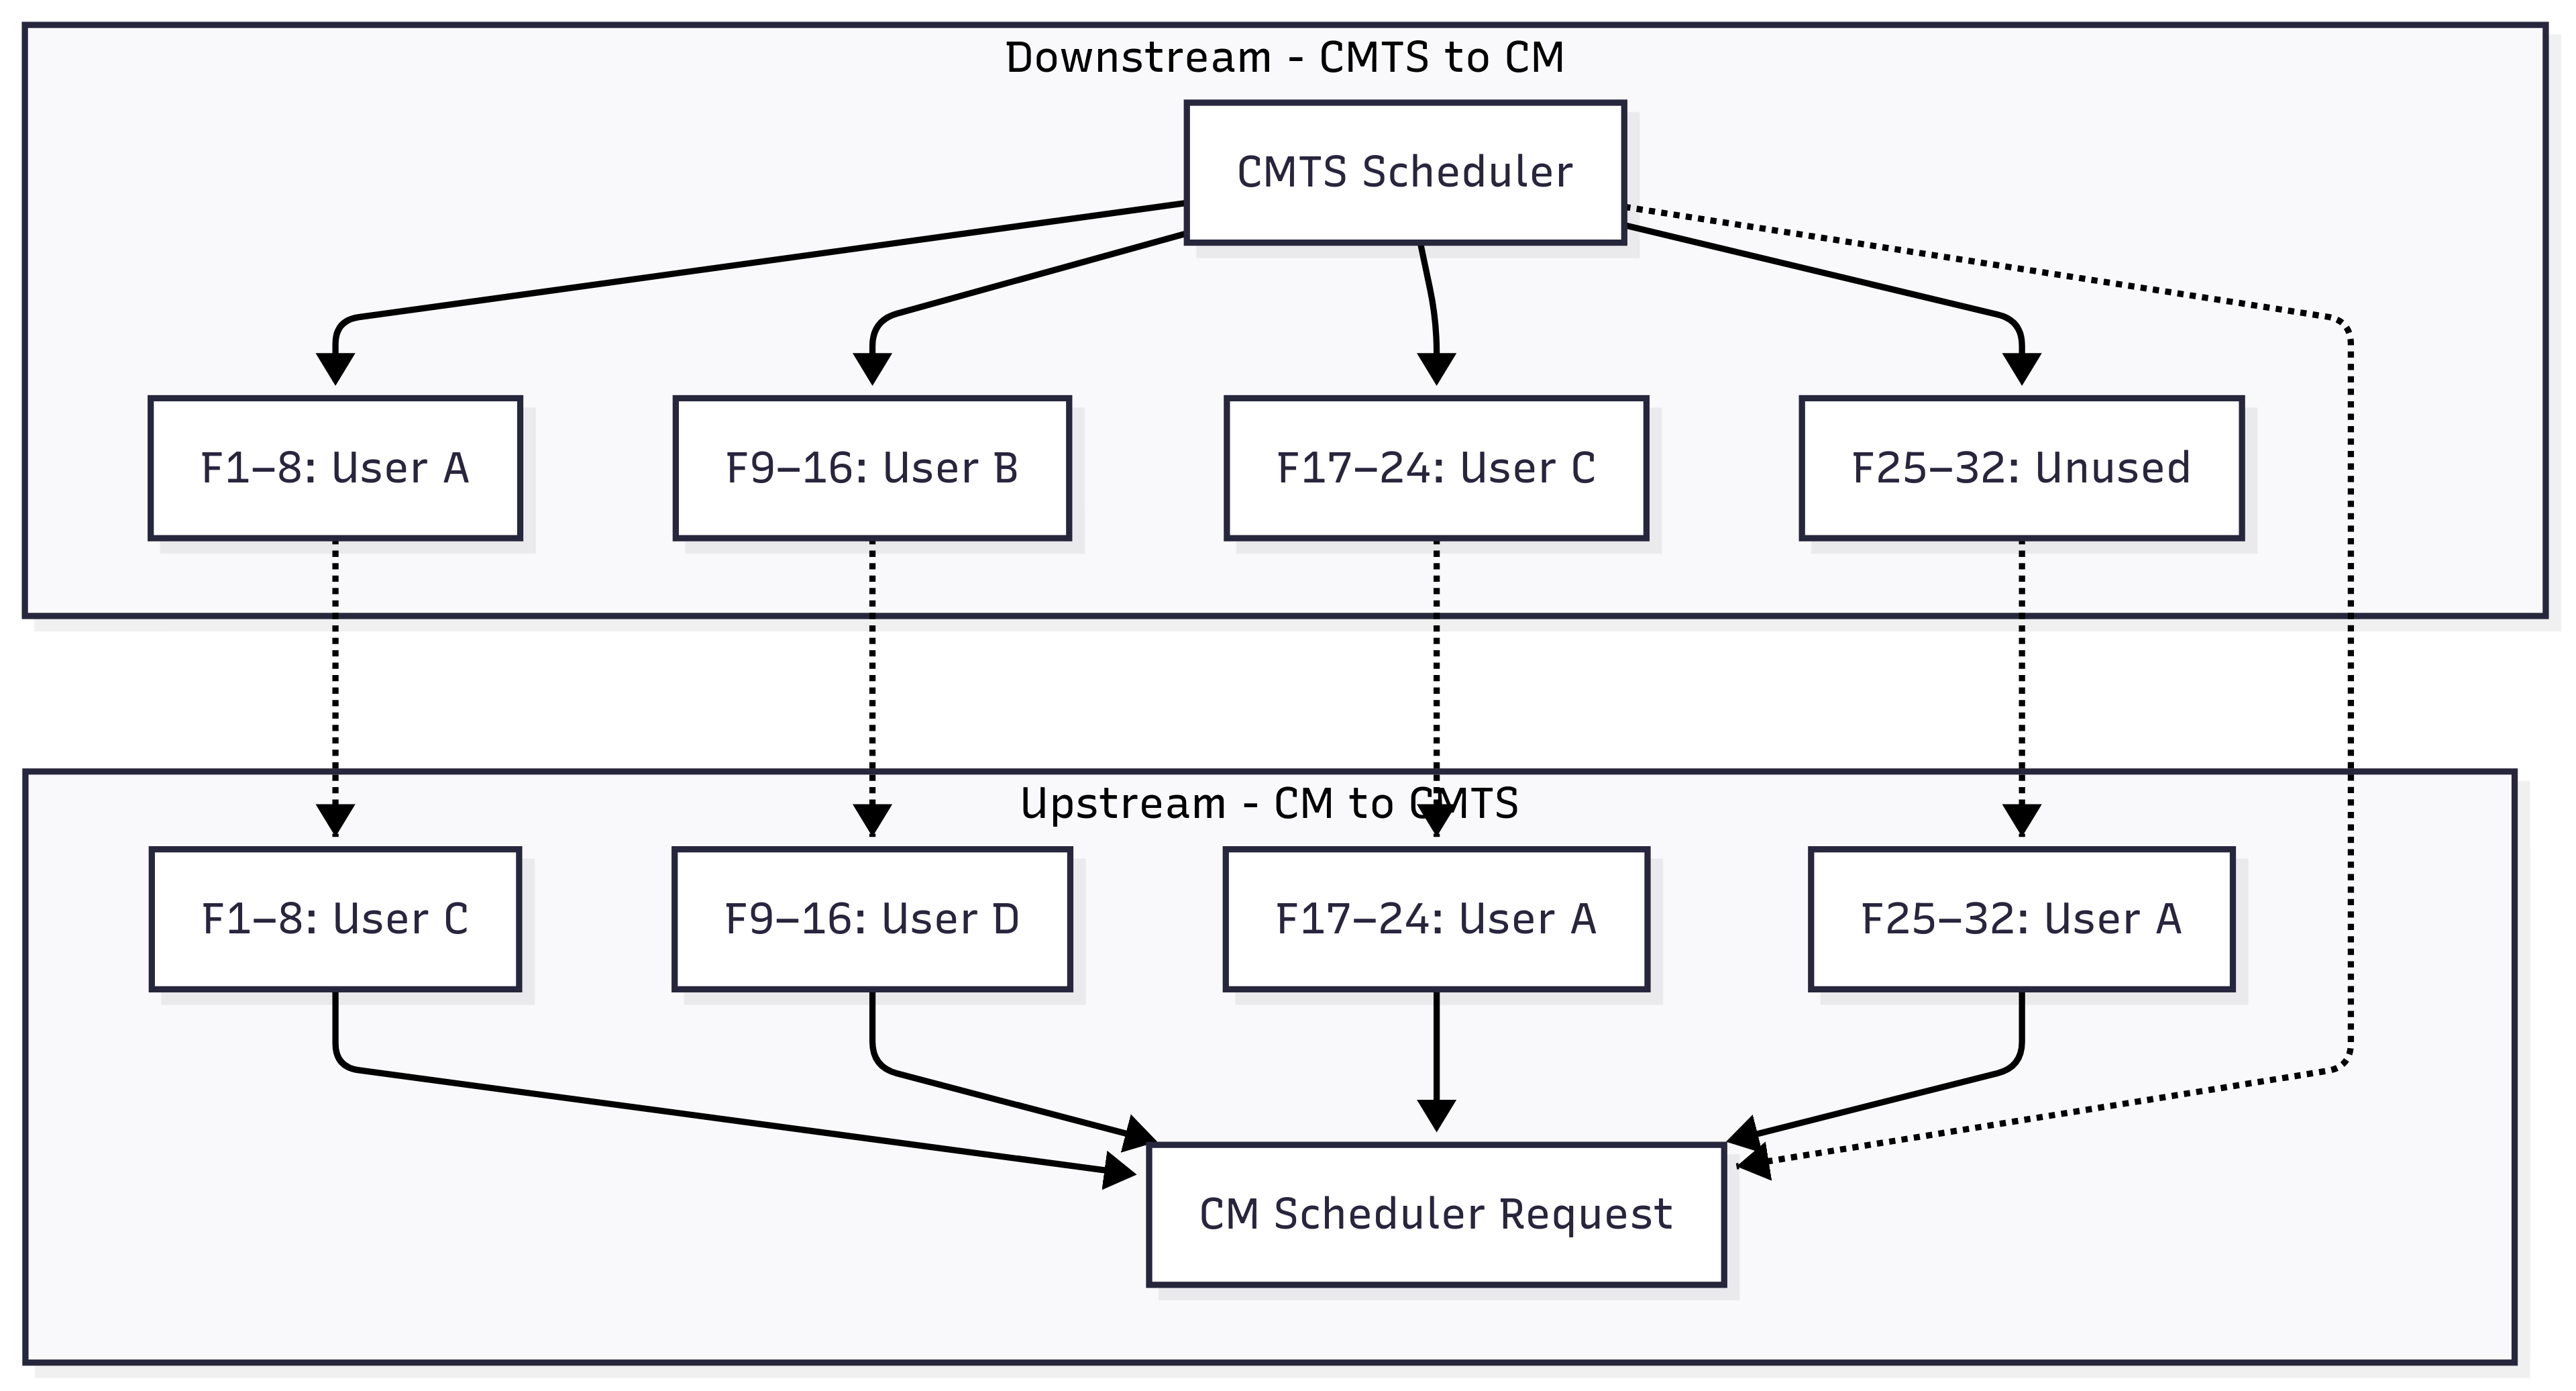 Downstream - CMTS to CM
CMTS Scheduler
F1–8: User A
F9–16: User B
F17–24: User C
F25–32: Unused
Upstream - CM to CMTS
F1–8: User C
F9–16: User D
F17–24: User A
F25–32: User A
CM Scheduler Request